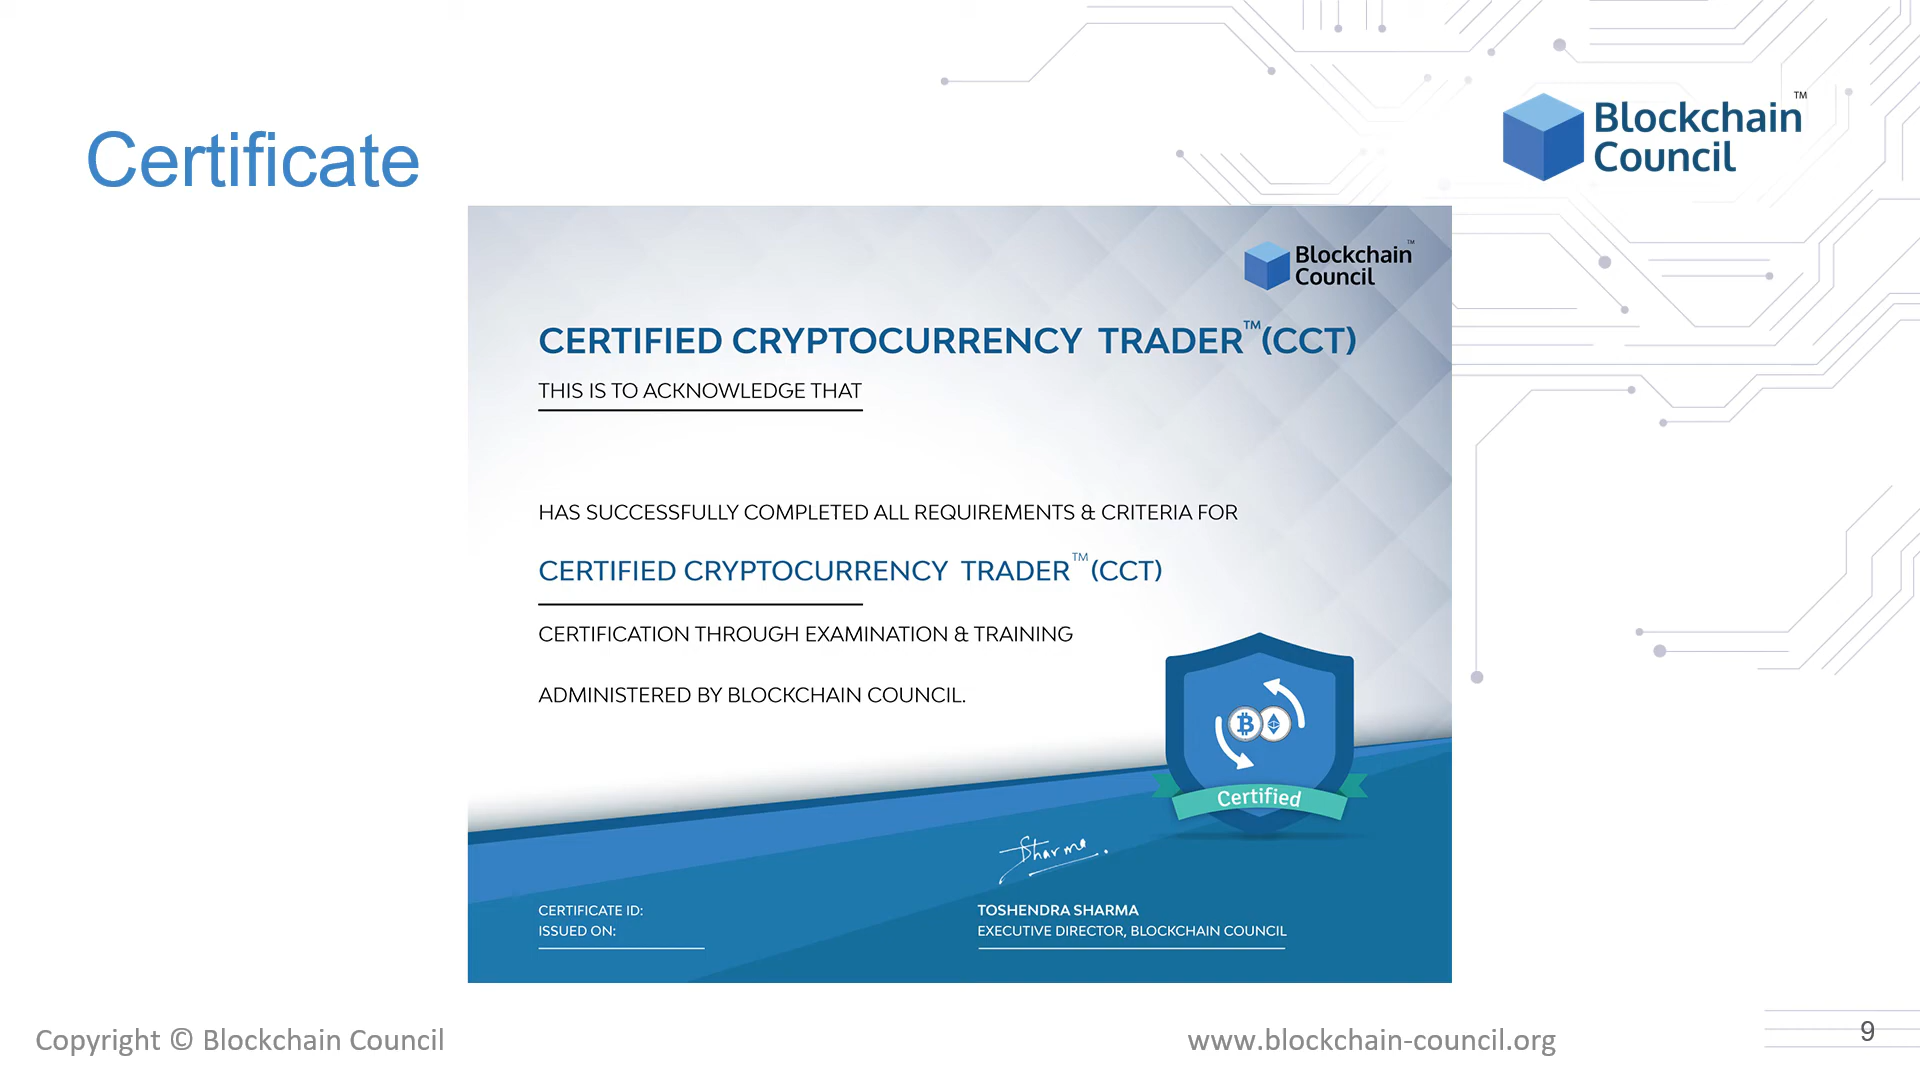 Certificate
Blockchain™
Council
Blockchain™
Council
CERTIFIED CRYPTOCURRENCY TRADER™(CCT)
THIS IS TO ACKNOWLEDGE THAT
HAS SUCCESSFULLY COMPLETED ALL REQUIREMENTS & CRITERIA FOR
CERTIFIED CRYPTOCURRENCY TRADER™(CCT)
CERTIFICATION THROUGH EXAMINATION & TRAINING
ADMINISTERED BY BLOCKCHAIN COUNCIL.
Certified
Sharma
CERTIFICATE ID:
ISSUED ON:
TOSHENDRA SHARMA
EXECUTIVE DIRECTOR, BLOCKCHAIN COUNCIL
Copyright © Blockchain Council
www.blockchain-council.org
9